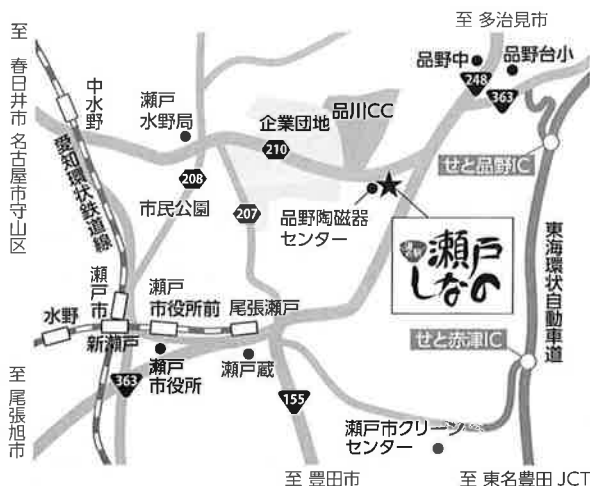 至 多治見市
至 春日井市 名古屋市守山区
中水野
瀬戸
水野局
企業団地
品川CC
品野中
品野台小
248
363
210
208
207
愛知環状鉄道線
市民公園
品野陶磁器
センター
せと品野IC
瀬戸
しなの
東海環状自動車道
瀬戸市
水野
新瀬戸
瀬戸
市役所前
尾張瀬戸
せと赤津IC
瀬戸
市役所
瀬戸蔵
363
155
至 尾張旭市
瀬戸市クリーン
センター
至 豊田市
至 東名豊田 JCT